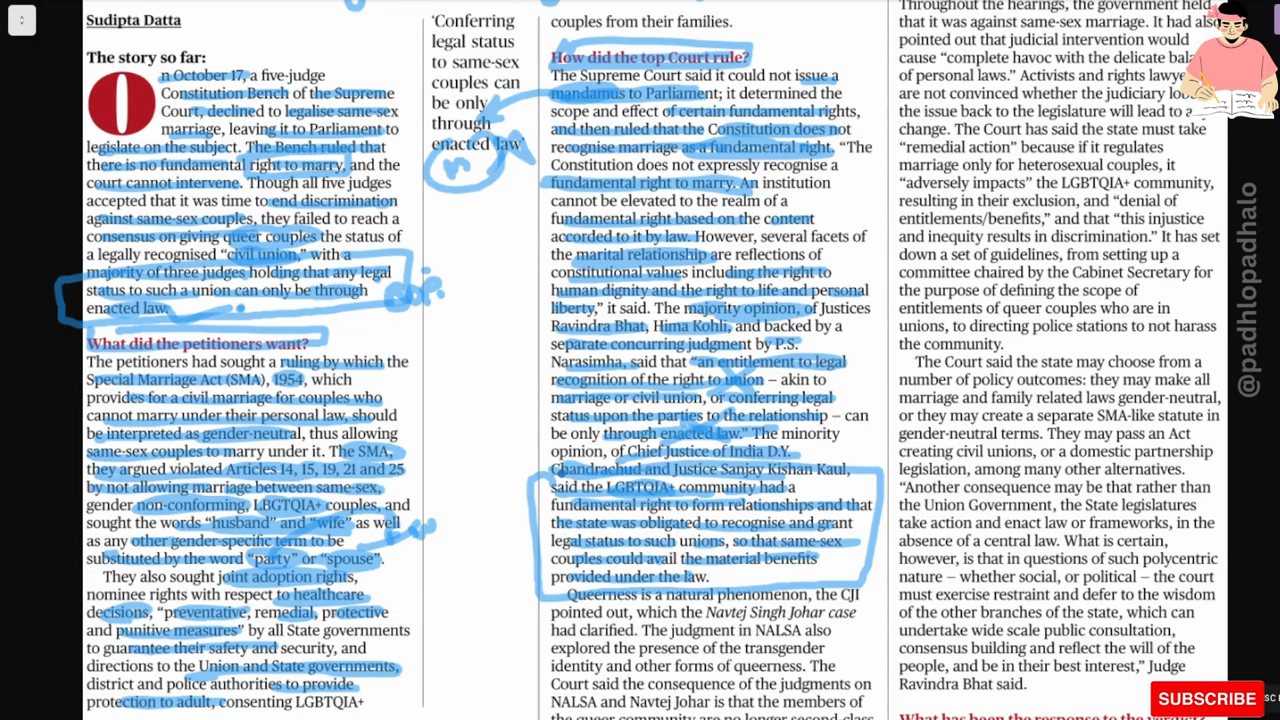 Sudipta Datta
The story so far:
On October 17, a five-judge
Constitution Bench of the Supreme
Court, declined to legalise same-sex
marriage, leaving it to Parliament to
legislate on the subject. The Bench ruled that
there is no fundamental right to marry, and the
court cannot intervene. Though all five judges
accepted that it was time to end discrimination
against same-sex couples, they failed to reach a
consensus on giving queer couples the status of
a legally recognised “civil union,” with a
majority of three judges holding that any legal
status to such a union can only be through
enacted law.
What did the petitioners want?
The petitioners had sought a ruling by which the
Special Marriage Act (SMA), 1954, which
provides for a civil marriage for couples who
cannot marry under their personal law, should
be interpreted as gender-neutral, thus allowing
same-sex couples to marry under it. The SMA,
they argued violated Articles 14, 15, 19, 21 and 25
by not allowing marriage between same-sex,
gender non-conforming, LBGTQIA+ couples, and
sought the words “husband” and “wife” as well
as any other gender-specific term to be
substituted by the word “party” or “spouse”.
They also sought joint adoption rights,
nominee rights with respect to healthcare
decisions, “preventative, remedial, protective
and punitive measures” by all State governments
to guarantee their safety and security, and
directions to the Union and State governments,
district and police authorities to provide
protection to adult, consenting LGBTQIA+
‘Conferring
legal status
to same-sex
couples can
be only
through
enacted law’
couples from their families.
How did the top Court rule?
The Supreme Court said it could not issue a
mandamus to Parliament; it determined the
scope and effect of certain fundamental rights,
and then ruled that the Constitution does not
recognise marriage as a fundamental right. “The
Constitution does not expressly recognise a
fundamental right to marry. An institution
cannot be elevated to the realm of a
fundamental right based on the content
accorded to it by law. However, several facets of
the marital relationship are reflections of
constitutional values including the right to
human dignity and the right to life and personal
liberty,” it said. The majority opinion, of Justices
Ravindra Bhat, Hima Kohli, and backed by a
separate concurring judgment by P.S.
Narasimha, said that “an entitlement to legal
recognition of the right to union – akin to
marriage or civil union, or conferring legal
status upon the parties to the relationship – can
be only through enacted law.” The minority
opinion, of Chief Justice of India D.Y.
Chandrachud and Justice Sanjay Kishan Kaul,
said the LGBTQIA+ community had a
fundamental right to form relationships and that
the state was obligated to recognise and grant
legal status to such unions, so that same-sex
couples could avail the material benefits
provided under the law.
Queerness is a natural phenomenon, the CJI
pointed out, which the Navtej Singh Johar case
had clarified. The judgment in NALSA also
explored the presence of the transgender
identity and other forms of queerness. The
Court said the consequence of the judgments on
NALSA and Navtej Johar is that the members of
the queer community are no longer second-class
Throughout the hearings, the government held
that it was against same-sex marriage. It had also
pointed out that judicial intervention would
cause “complete havoc with the delicate
of personal laws.” Activists and rights
are not convinced whether the judiciary
the issue back to the legislature will lead to a
change. The Court has said the state must take
“remedial action” because if it regulates
marriage only for heterosexual couples, it
“adversely impacts” the LGBTQIA+ community,
resulting in their exclusion, and “denial of
entitlements/benefits,” and that “this injustice
and inequity results in discrimination.” It has set
down a set of guidelines, from setting up a
committee chaired by the Cabinet Secretary for
the purpose of defining the scope of
entitlements of queer couples who are in
unions, to directing police stations to not harass
the community.
The Court said the state may choose from a
number of policy outcomes: they may make all
marriage and family related laws gender-neutral,
or they may create a separate SMA-like statute in
gender-neutral terms. They may pass an Act
creating civil unions, or a domestic partnership
legislation, among many other alternatives.
“Another consequence may be that rather than
the Union Government, the State legislatures
take action and enact law or frameworks, in the
absence of a central law. What is certain,
however, is that in questions of such polycentric
nature – whether social, or political – the court
must exercise restraint and defer to the wisdom
of the other branches of the state, which can
undertake wide scale public consultation,
consensus building and reflect the will of the
people, and be in their best interest,” Judge
Ravindra Bhat said.
What has been the response to the verdict?
@padhlopadhalo
SUBSCRIBE